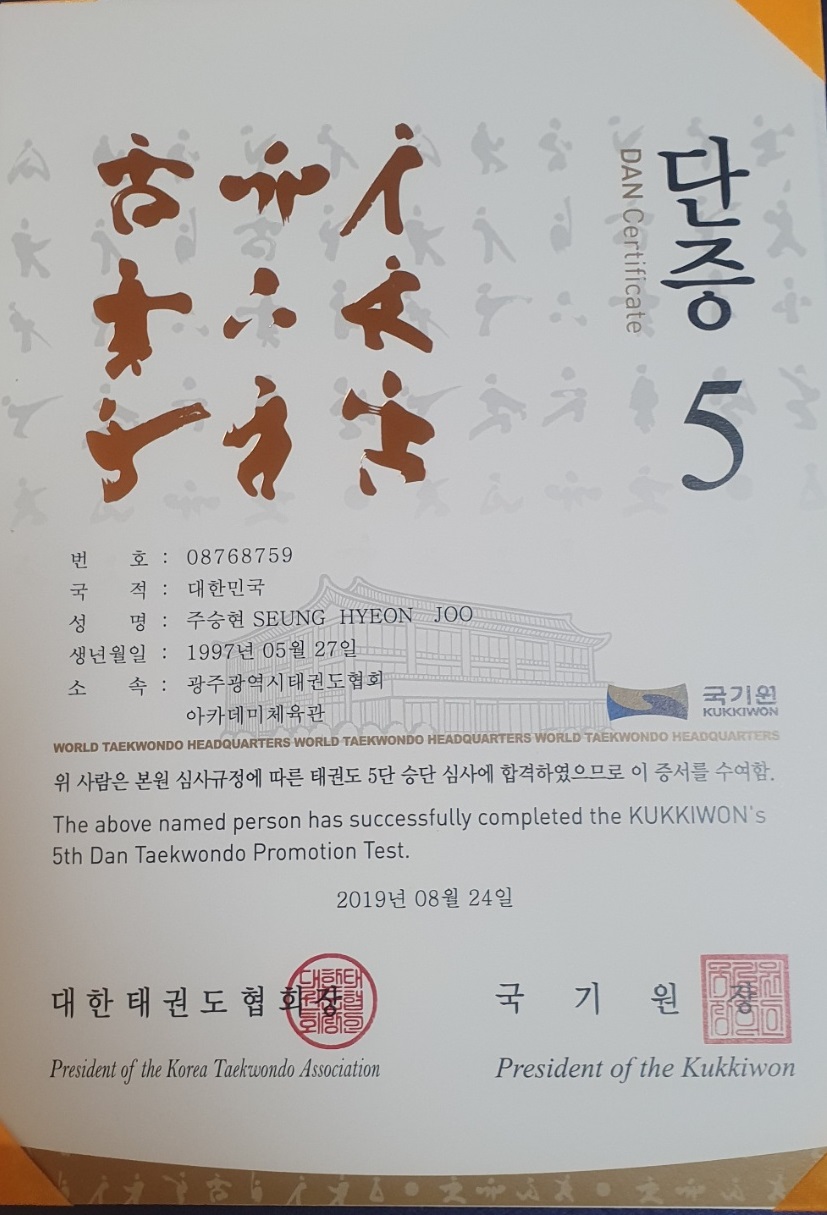 단증 5
DAN Certificate
번 호 : 08768759
국 적 : 대한민국
성 명 : 주승현 SEUNG HYEON JOO
생년월일 : 1997년 05월 27일
소 속 : 광주광역시태권도협회
아카데미체육관
국기원
KUKKIWON
WORLD TAEKWONDO HEADQUARTERS WORLD TAEKWONDO HEADQUARTERS WORLD TAEKWONDO HEADQUARTERS
위 사람은 본원 심사규정에 따른 태권도 5단 승단 심사에 합격하였으므로 이 증서를 수여함.
The above named person has successfully completed the KUKKIWON's
5th Dan Taekwondo Promotion Test.
2019년 08월 24일
대한태권도협회장
국기원장
President of the Korea Taekwondo Association
President of the Kukkiwon